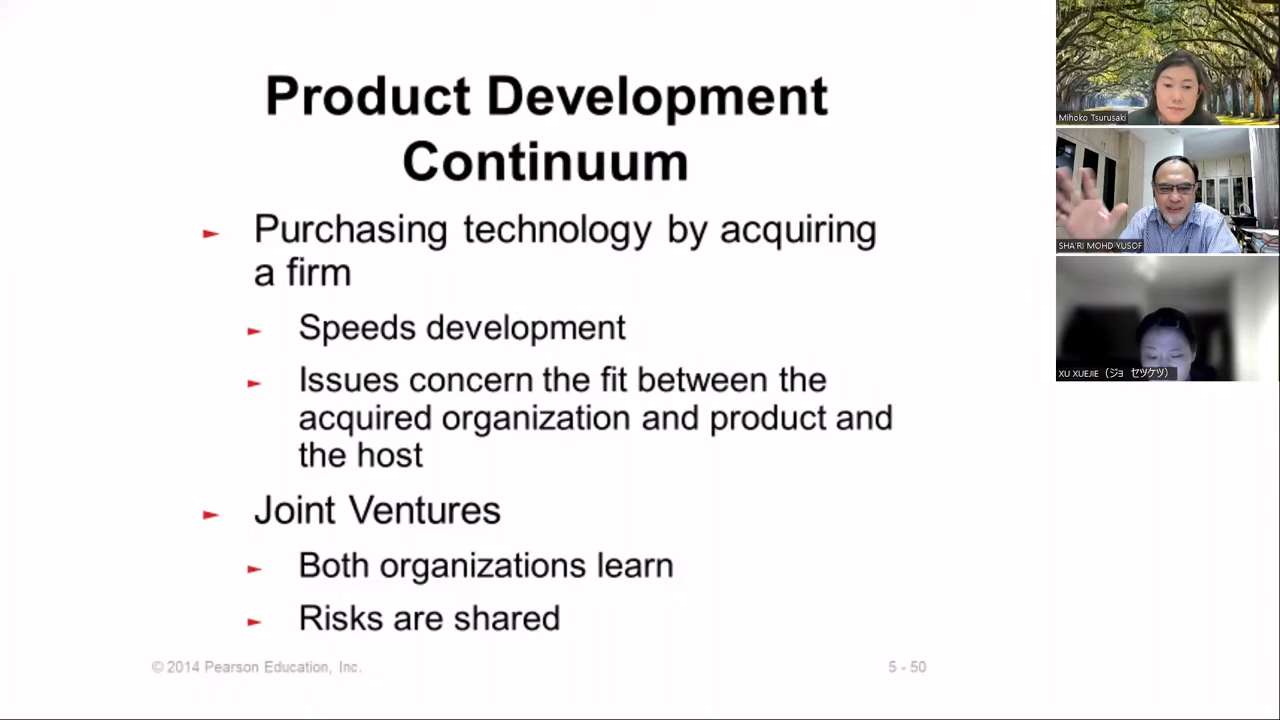 Product Development
Continuum
► Purchasing technology by acquiring
a firm
► Speeds development
► Issues concern the fit between the
acquired organization and product and
the host
► Joint Ventures
► Both organizations learn
► Risks are shared
© 2014 Pearson Education, Inc.
5 - 50
Mihoko Tsurusaki
SHA'RI MOHD YUSOF
XU XUEJIE（ジョ　セツケツ）